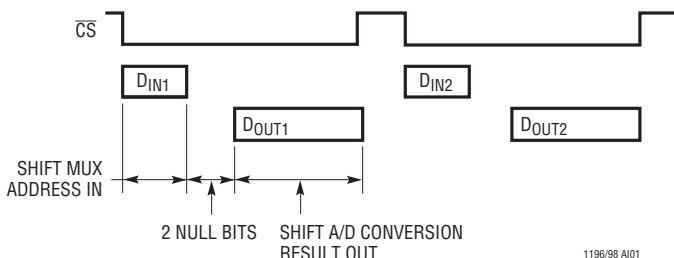 CS
DIN1
DIN2
DOUT1
DOUT2
SHIFT MUX
ADDRESS IN
2 NULL BITS
SHIFT A/D CONVERSION
RESULT OUT
1196/98 AI01